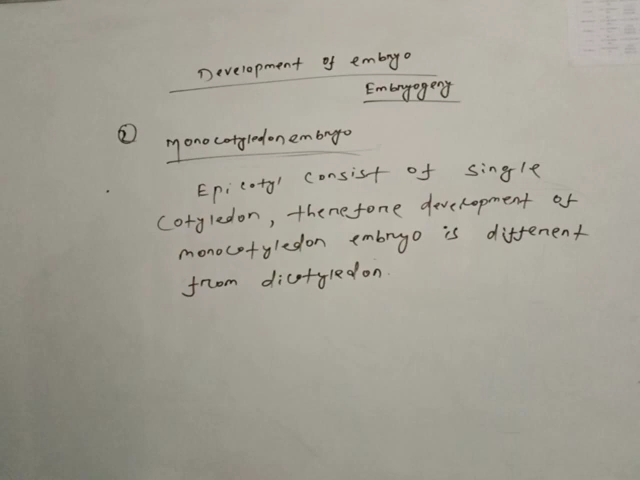 Development of embryo
Embryogeny
② Monocotyledon embryo
Epicotyl consist of single
cotyledon, therefore development of
monocotyledon embryo is different
from dicotyledon.